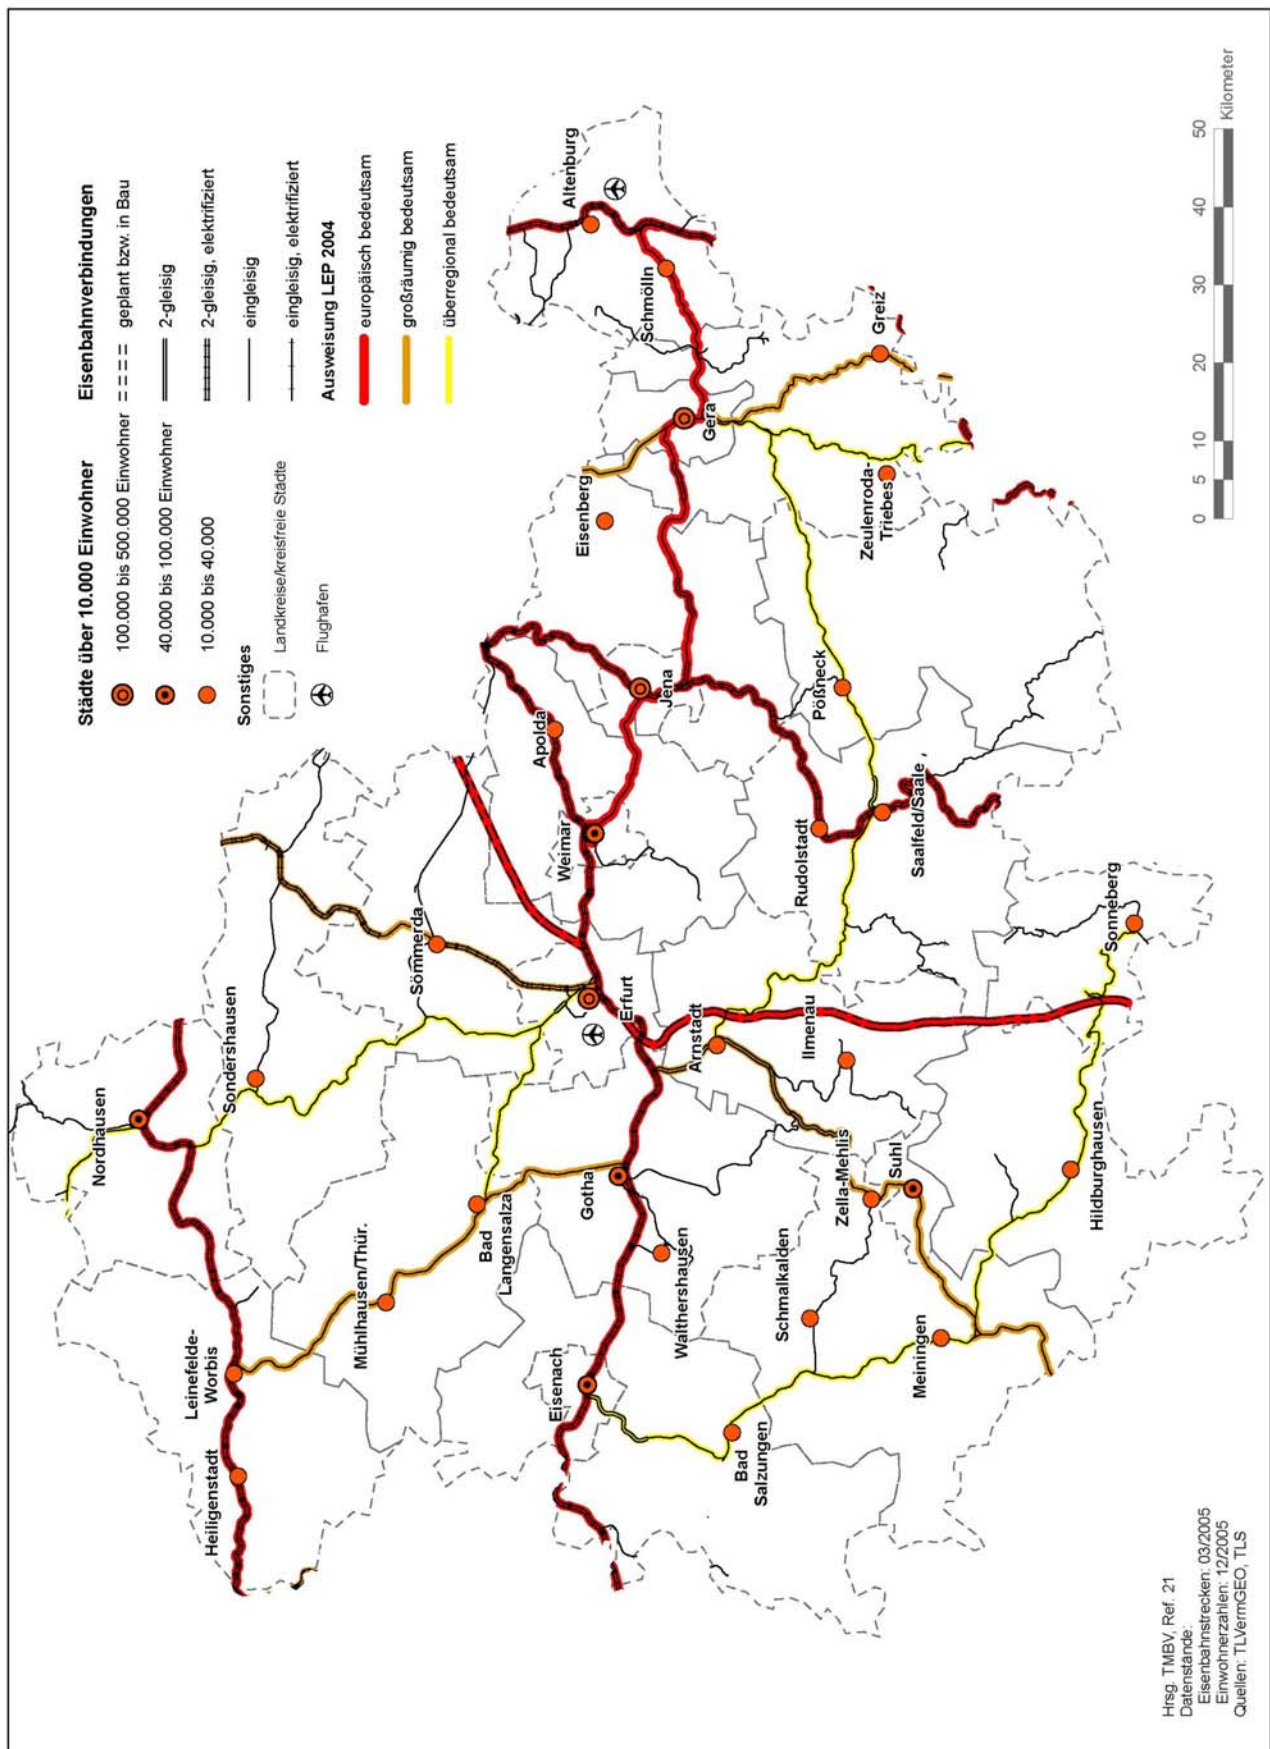 Städte über 10.000 Einwohner
100.000 bis 500.000 Einwohner
40.000 bis 100.000 Einwohner
10.000 bis 40.000
Sonstiges
Landkreise/kreisfreie Städte
Flughafen
Eisenbahnverbindungen
geplant bzw. in Bau
2-gleisig
2-gleisig, elektrifiziert
eingleisig
eingleisig, elektrifiziert
Ausweisung LEP 2004
europäisch bedeutsam
großräumig bedeutsam
überregional bedeutsam
Nordhausen
Sondershausen
Leinefelde-
Worbis
Heiligenstadt
Mühlhausen/Thür.
Bad
Langensalza
Sömmerda
Eisenach
Gotha
Walthershausen
Erfurt
Weimar
Apolda
Jena
Eisenberg
Gera
Schmölln
Altenburg
Greiz
Zeulenroda-
Triebes
Pößneck
Rudolstadt
Saalfeld/Saale
Arnstadt
Ilmenau
Zella-Mehlis
Suhl
Schmalkalden
Bad
Salzungen
Meiningen
Hildburghausen
Sonneberg
0 5 10 20 30 40 50
Kilometer
Hrsg. TMBV, Ref. 21
Datenstände:
Eisenbahnstrecken: 03/2005
Einwohnerzahlen: 12/2005
Quellen: TLVermGEO, TLS